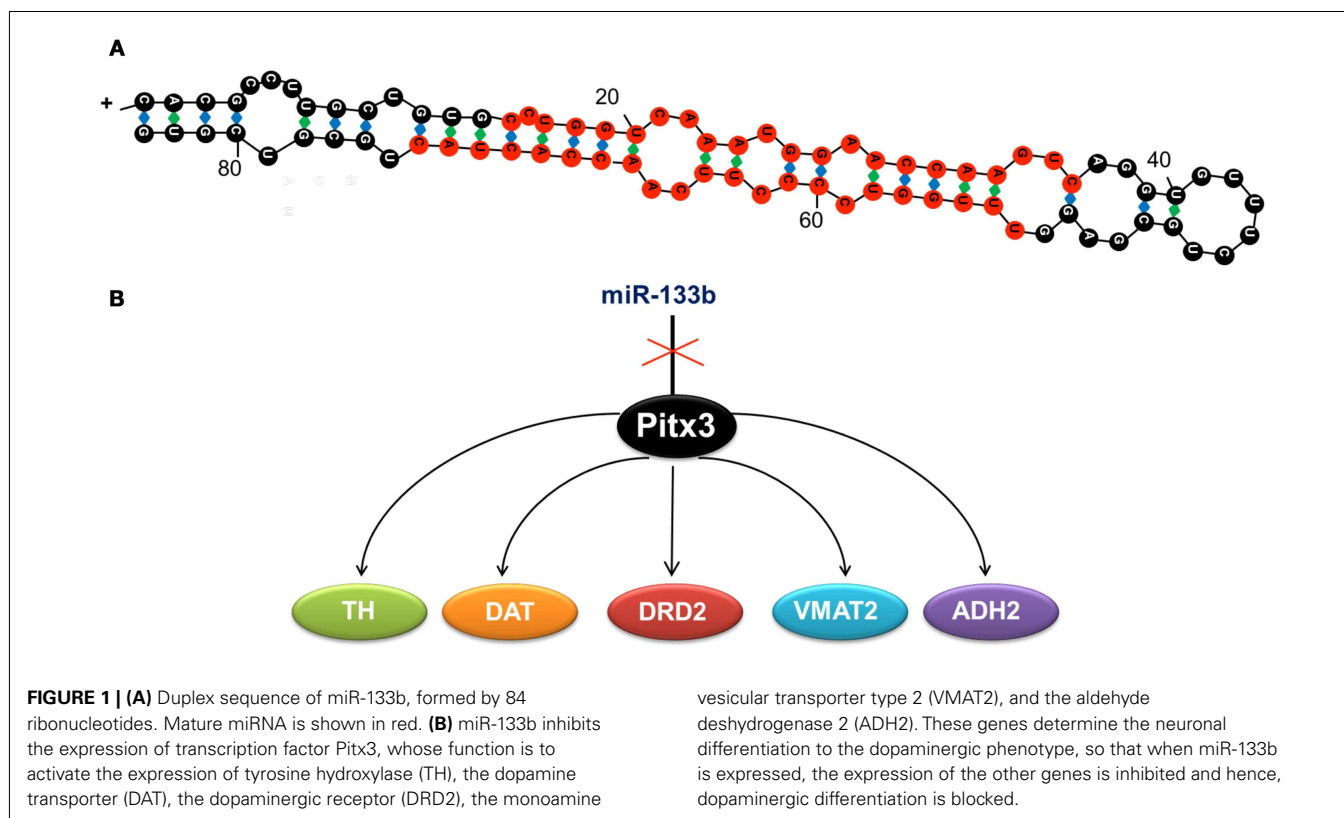 A
+ C A C G C C U U G C U G U G C C U G G U C A A A U G G A A C C A A G U C A G G U G U U U
20
40
G U G C U G C G U C A U C A C C A A C U U C C C C U G G U U U G G A G C G U C U
80
60
B
miR-133b
Pitx3
TH DAT DRD2 VMAT2 ADH2
FIGURE 1 | (A) Duplex sequence of miR-133b, formed by 84
ribonucleotides. Mature miRNA is shown in red. (B) miR-133b inhibits
the expression of transcription factor Pitx3, whose function is to
activate the expression of tyrosine hydroxylase (TH), the dopamine
transporter (DAT), the dopaminergic receptor (DRD2), the monoamine
vesicular transporter type 2 (VMAT2), and the aldehyde
deshydrogenase 2 (ADH2). These genes determine the neuronal
differentiation to the dopaminergic phenotype, so that when miR-133b
is expressed, the expression of the other genes is inhibited and hence,
dopaminergic differentiation is blocked.